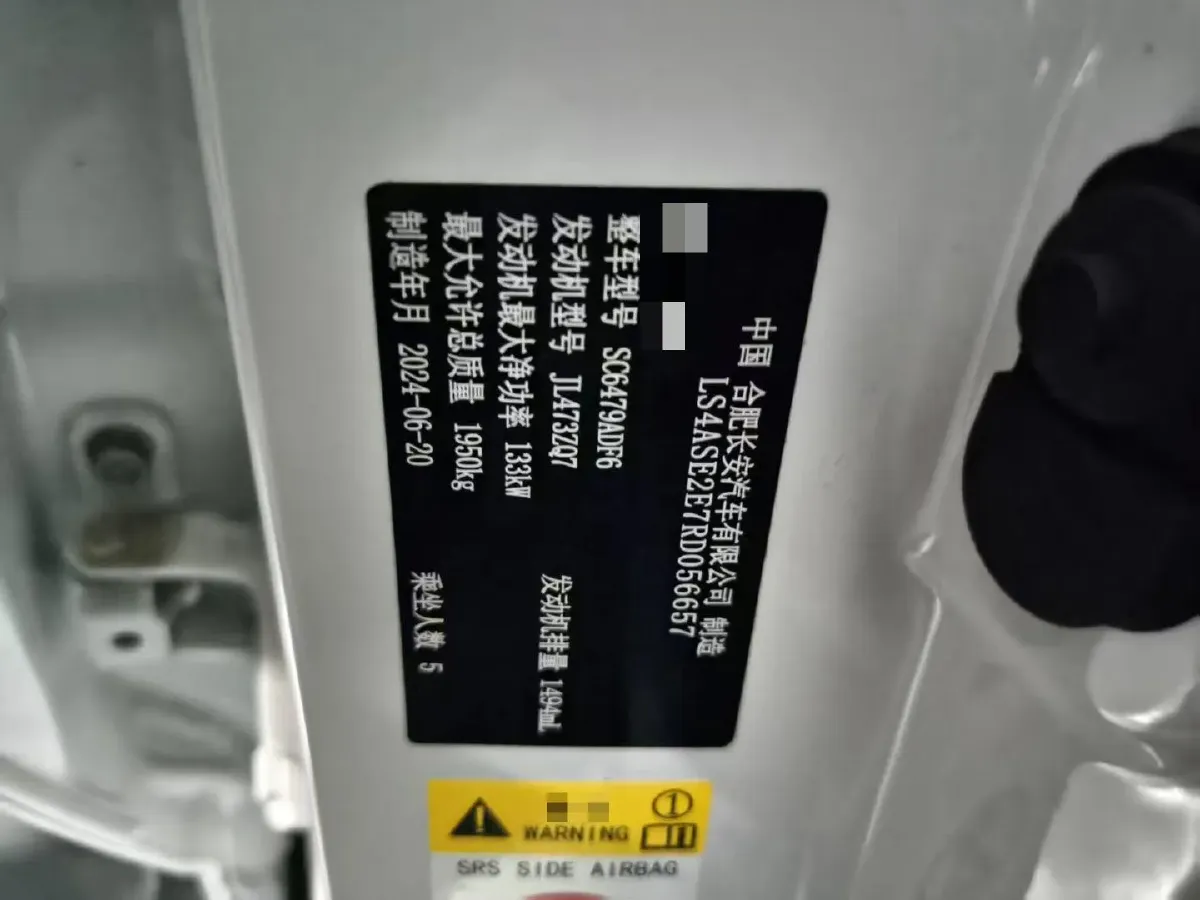 中国 合肥长安汽车有限公司 制造
LS4ASE2E7RD056657
整车型号 SC6479ADF6
发动机型号 JL473ZQ7 发动机排量 1494mL
发动机最大净功率 133kW
最大允许总质量 1950kg
制造年月 2024-06-20 乘坐人数 5
①
WARNING
SRS SIDE AIRBAG